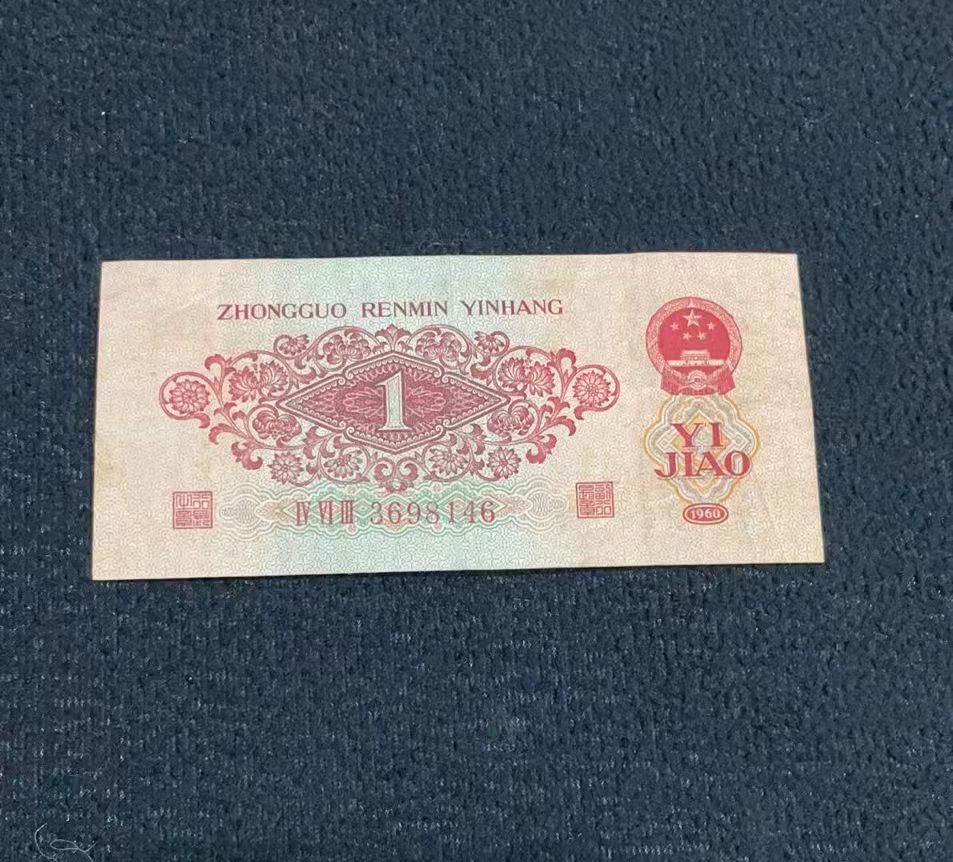 ZHONGGUO RENMIN YINHANG
1
YI
JIAO
ⅣⅥⅢ 3698146
1960